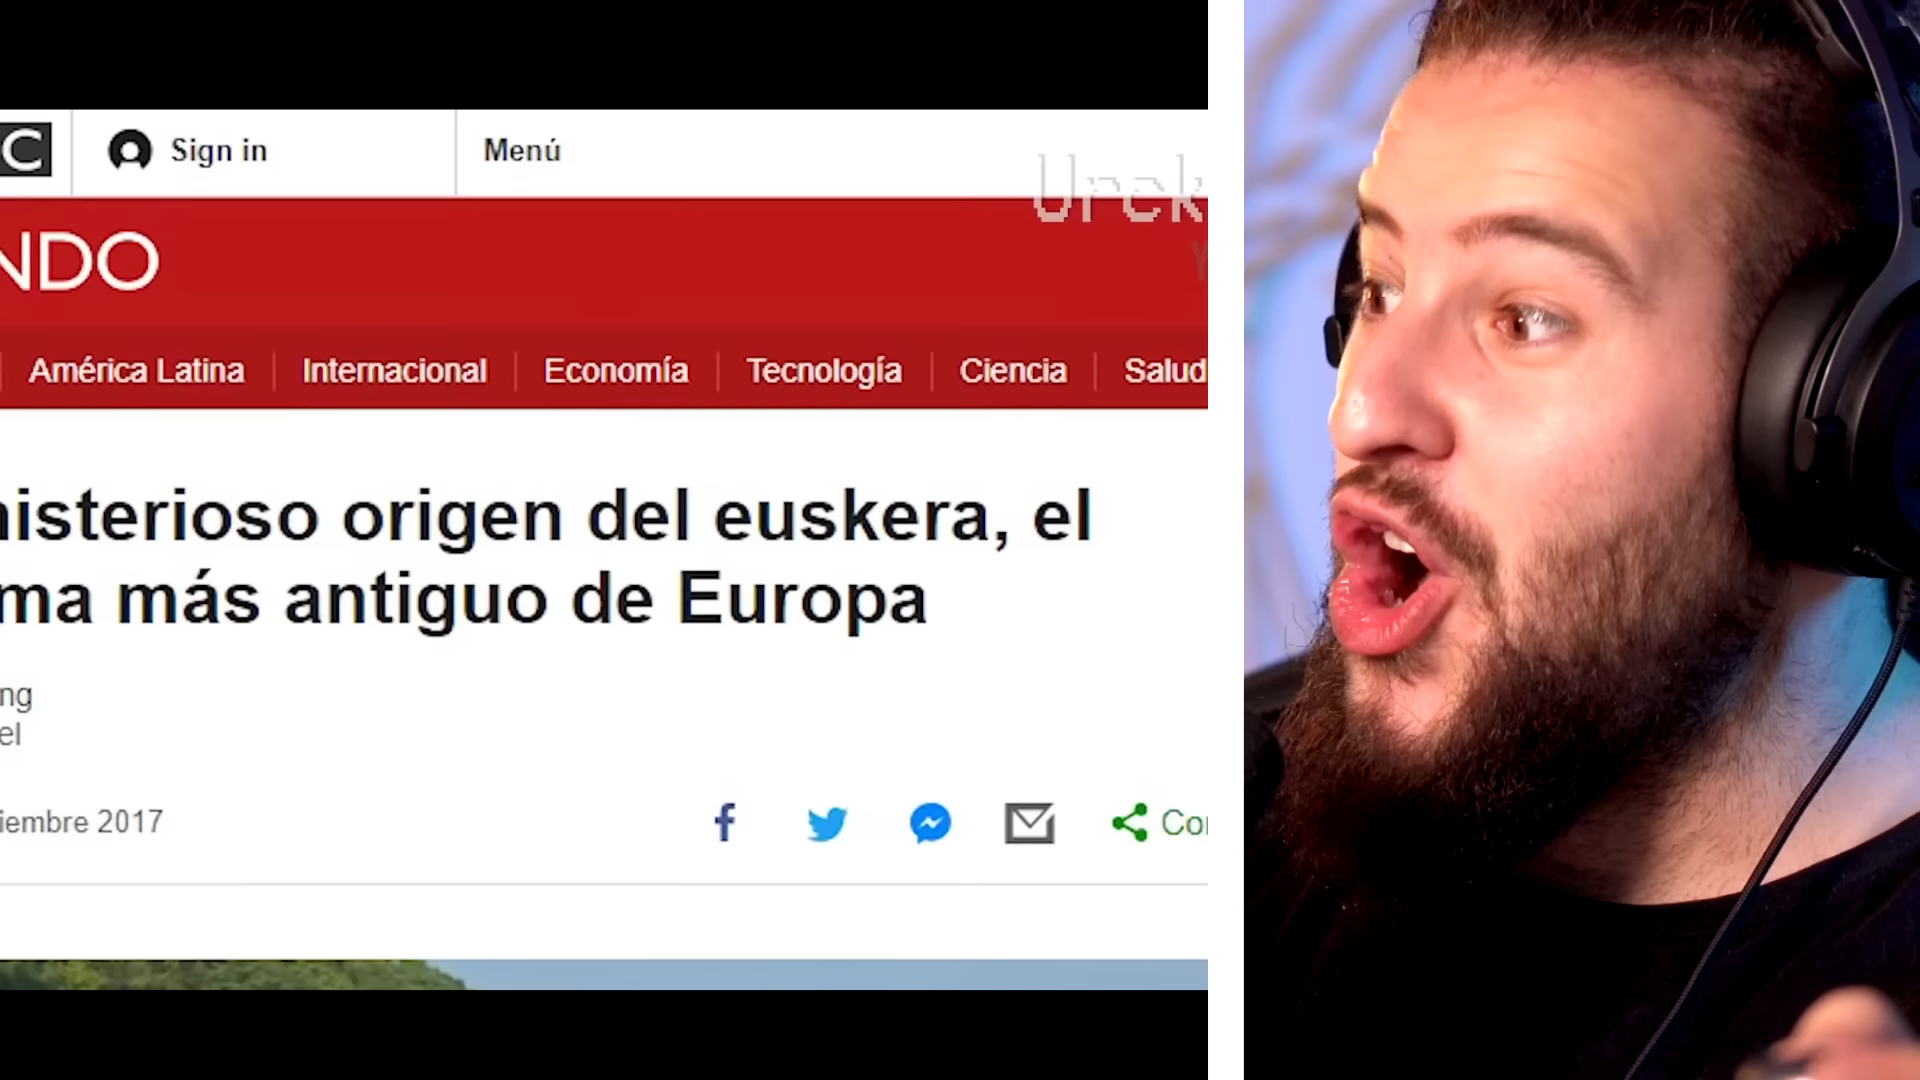 C
Sign in
Menú
NDO
América Latina
Internacional
Economía
Tecnología
Ciencia
Salud
isterioso origen del euskera, el
ma más antiguo de Europa
ng
el
iembre 2017
f
Co